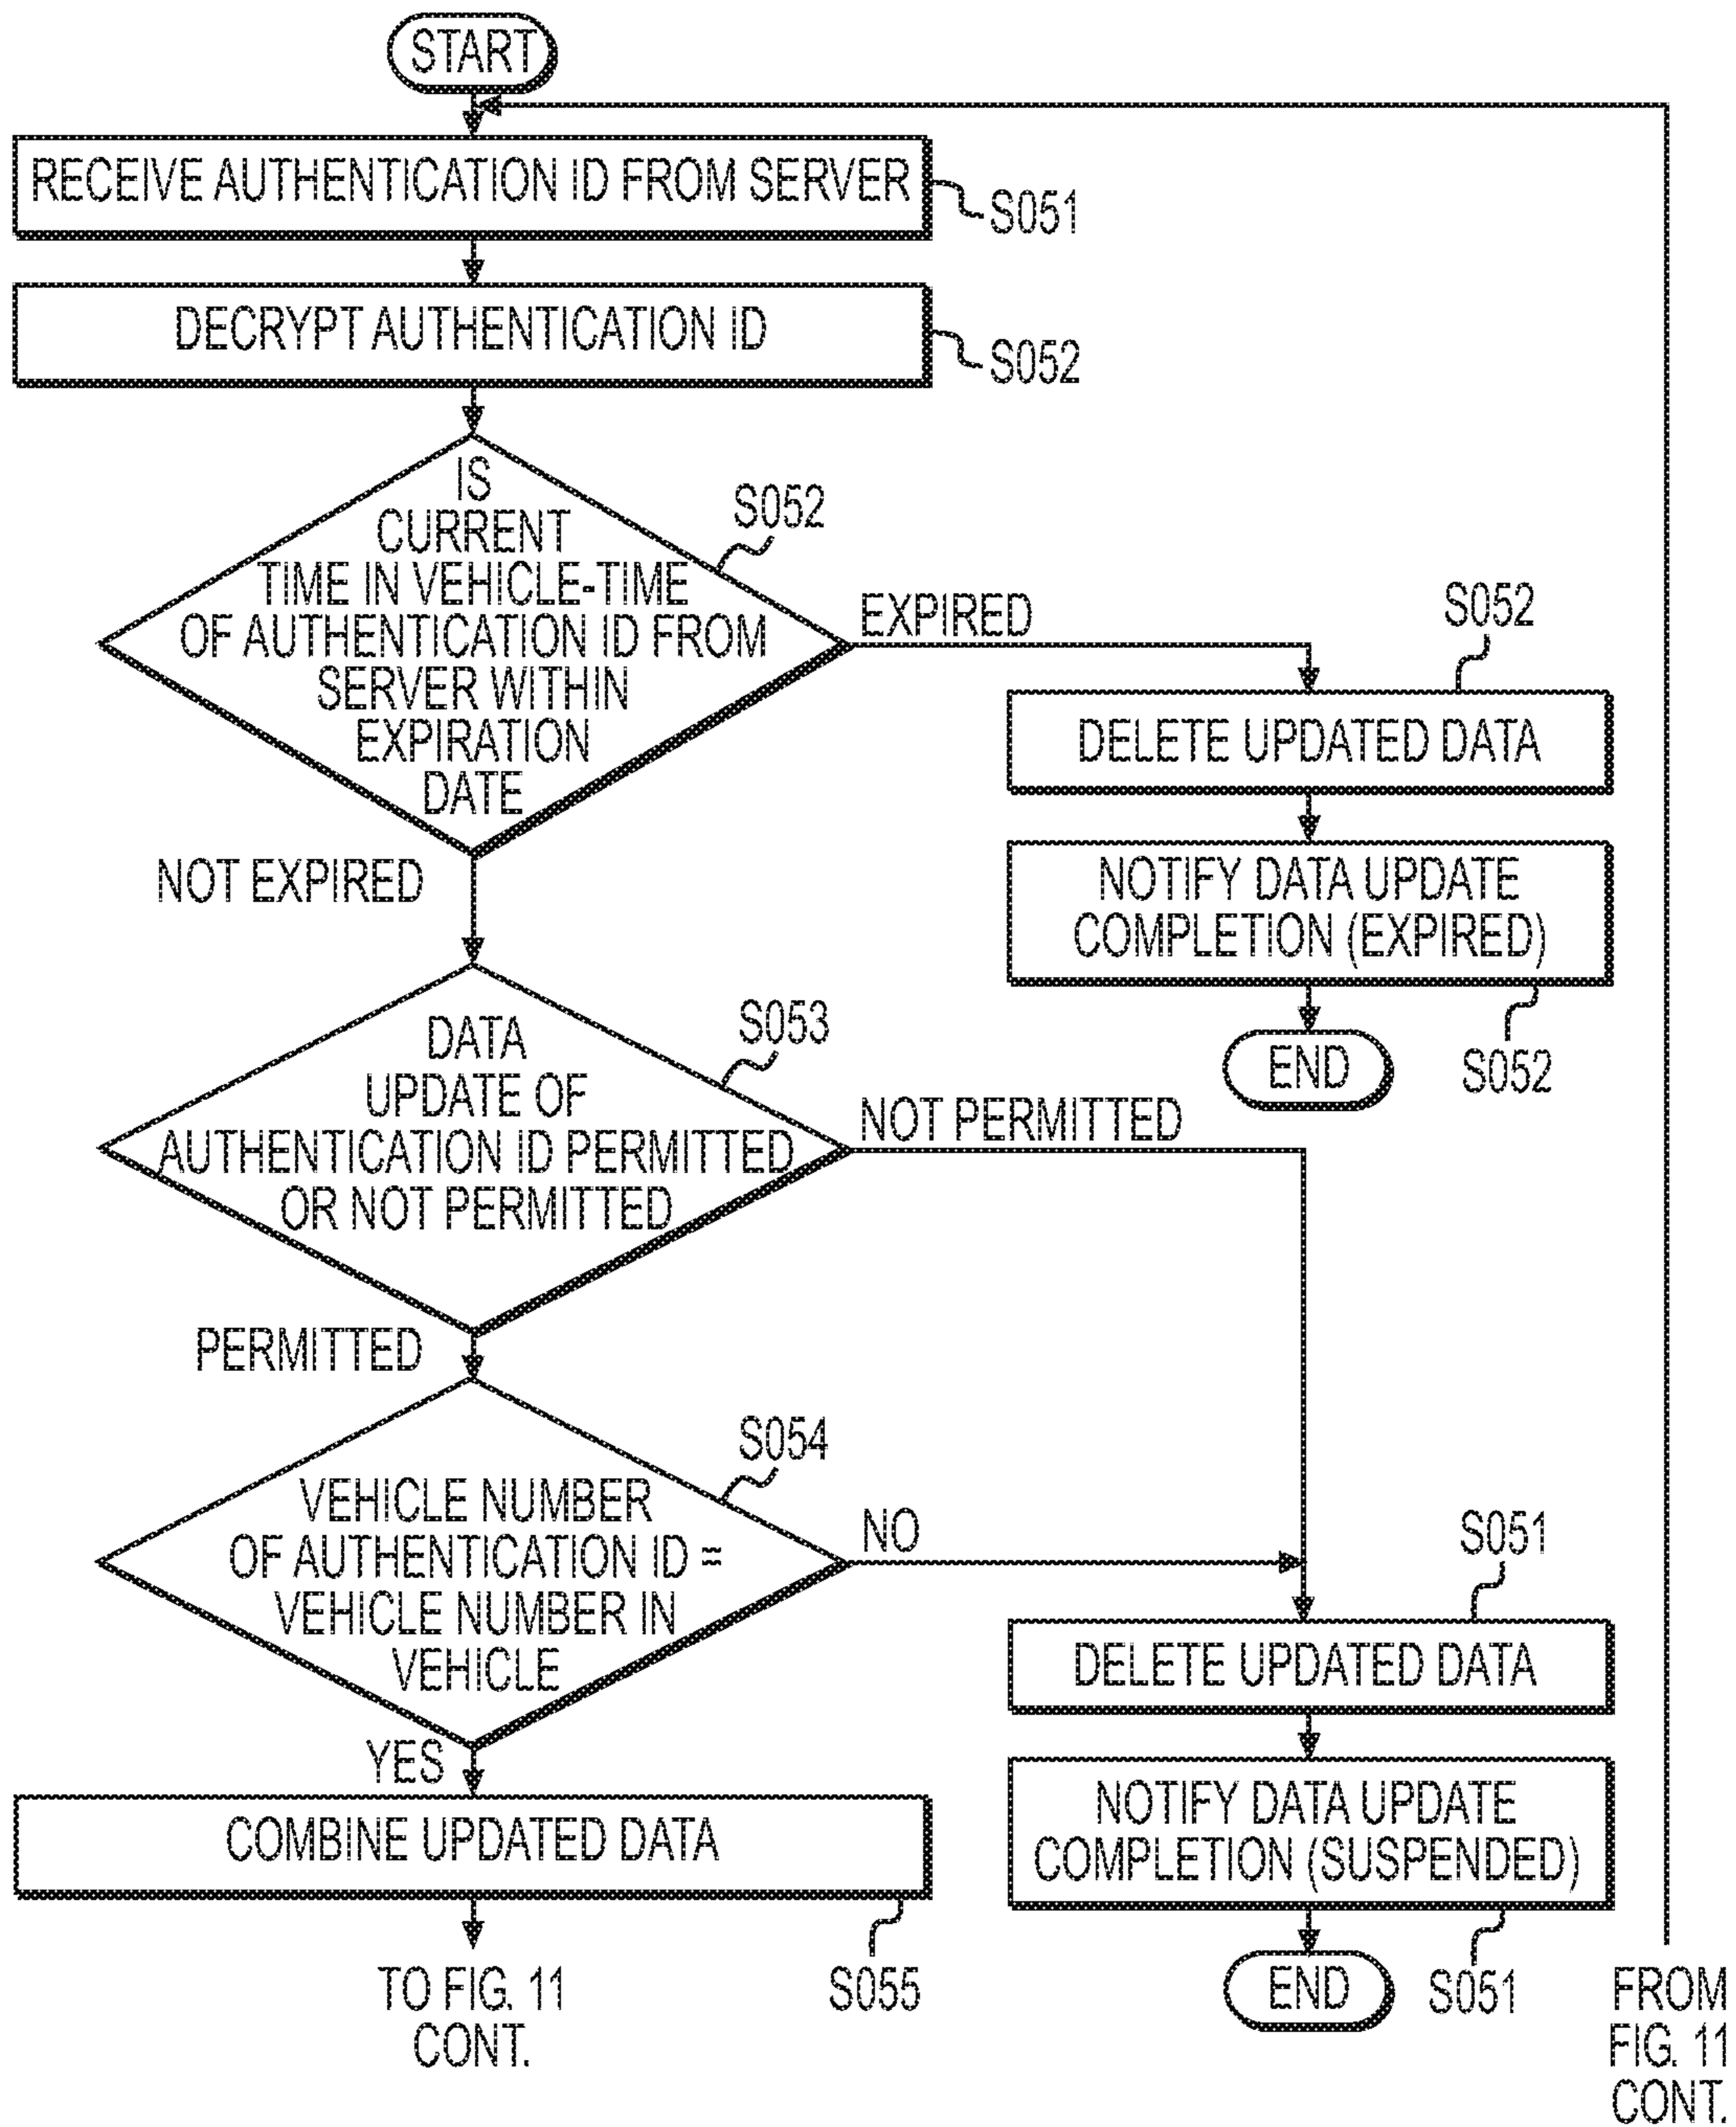 START
RECEIVE AUTHENTICATION ID FROM SERVER
S051
DECRYPT AUTHENTICATION ID
S052
IS
CURRENT
TIME IN VEHICLE-TIME
OF AUTHENTICATION ID FROM
SERVER WITHIN
EXPIRATION
DATE
S052
EXPIRED
S052
DELETE UPDATED DATA
NOTIFY DATA UPDATE
COMPLETION (EXPIRED)
END
S052
NOT EXPIRED
DATA
UPDATE OF
AUTHENTICATION ID PERMITTED
OR NOT PERMITTED
S053
NOT PERMITTED
PERMITTED
VEHICLE NUMBER
OF AUTHENTICATION ID =
VEHICLE NUMBER IN
VEHICLE
S054
NO
S051
DELETE UPDATED DATA
NOTIFY DATA UPDATE
COMPLETION (SUSPENDED)
END
S051
YES
COMBINE UPDATED DATA
S055
TO FIG. 11
CONT.
FROM
FIG. 11
CONT.